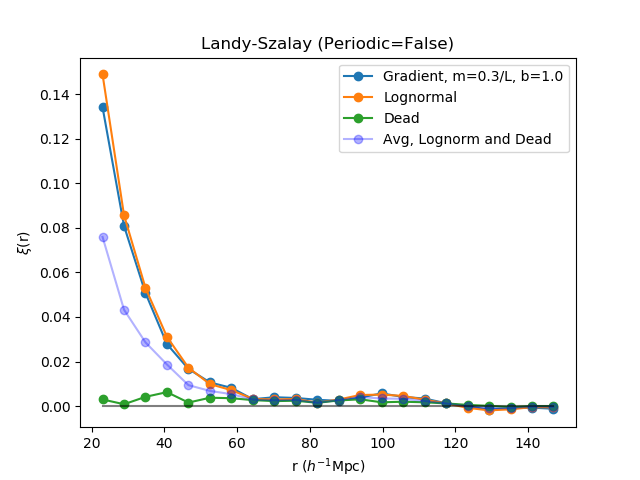 Landy-Szalay (Periodic=False)
Gradient, m=0.3/L, b=1.0
Lognormal
Dead
Avg, Lognorm and Dead
ξ(r)
0.14
0.12
0.10
0.08
0.06
0.04
0.02
0.00
20 40 60 80 100 120 140
r (h⁻¹Mpc)